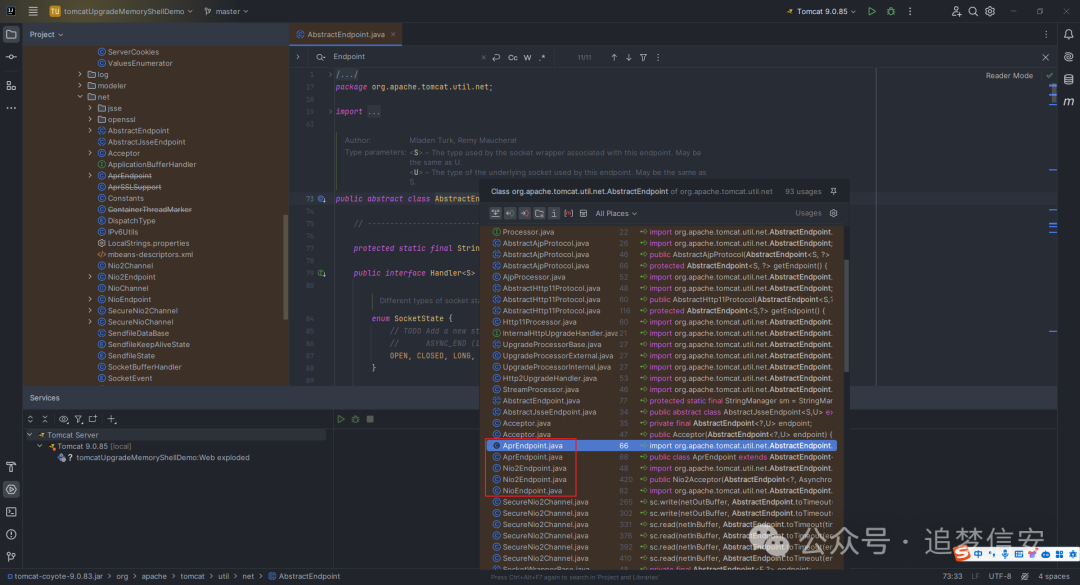 tomcatUpgradeMemoryShellDemo
master
Tomcat 9.0.85
Project
AbstractEndpoint.java
Endpoint
Cc W .*
11/11
ServerCookies
ValuesEnumerator
log
modeler
net
jsse
openssl
AbstractEndpoint
AbstractJsseEndpoint
Acceptor
ApplicationBufferHandler
AprEndpoint
AprSSLSupport
Constants
ContainerThreadMarker
DispatchType
IPv6Utils
LocalStrings.properties
mbeans-descriptors.xml
Nio2Channel
Nio2Endpoint
NioChannel
NioEndpoint
SecureNio2Channel
SecureNioChannel
SendfileDataBase
SendfileKeepAliveState
SendfileState
SocketBufferHandler
SocketEvent
Reader Mode
/.../
package org.apache.tomcat.util.net;
import ...
Author: Mladen Turk, Remy Maucherat
Type parameters: <S> – The type used by the socket wrapper associated with this endpoint. May be
the same as U.
<U> – The type of the underlying socket used by this endpoint. May be the same as
S.
73 public abstract class AbstractEn
// --------------------
protected static final Strin
public interface Handler<S>
Different types of socket sta
enum SocketState {
// TODO Add a new st
// ASYNC_END (i
OPEN, CLOSED, LONG,
}
Class org.apache.tomcat.util.net.AbstractEndpoint of org.apache.tomcat.util.net 93 usages
All Places
Usages
Processor.java 22 import org.apache.tomcat.util.net.AbstractEndpoint.
AbstractAjpProtocol.java 26 import org.apache.tomcat.util.net.AbstractEndpoint.
AbstractAjpProtocol.java 46 public AbstractAjpProtocol(AbstractEndpoint<S, ?>
AbstractAjpProtocol.java 66 protected AbstractEndpoint<S, ?> getEndpoint() {
AjpProcessor.java 52 import org.apache.tomcat.util.net.AbstractEndpoint.
AbstractHttp11Protocol.java 48 import org.apache.tomcat.util.net.AbstractEndpoint.
AbstractHttp11Protocol.java 60 public AbstractHttp11Protocol(AbstractEndpoint<S,?
AbstractHttp11Protocol.java 116 protected AbstractEndpoint<S,?> getEndpoint() {
Http11Processor.java 60 import org.apache.tomcat.util.net.AbstractEndpoint.
InternalHttpUpgradeHandler.java 21 import org.apache.tomcat.util.net.AbstractEndpoint.
UpgradeProcessorBase.java 27 import org.apache.tomcat.util.net.AbstractEndpoint.
UpgradeProcessorExternal.java 27 import org.apache.tomcat.util.net.AbstractEndpoint.
UpgradeProcessorInternal.java 27 import org.apache.tomcat.util.net.AbstractEndpoint.
Http2UpgradeHandler.java 53 import org.apache.tomcat.util.net.AbstractEndpoint.
StreamProcessor.java 46 import org.apache.tomcat.util.net.AbstractEndpoint.
AbstractEndpoint.java 77 protected static final StringManager sm = StringMan
AbstractJsseEndpoint.java 34 public abstract class AbstractJsseEndpoint<S,U> e
Acceptor.java 35 private final AbstractEndpoint<?,U> endpoint;
Acceptor.java 47 public Acceptor(AbstractEndpoint<?,U> endpoint) {
AprEndpoint.java 66 import org.apache.tomcat.util.net.AbstractEndpoint.
AprEndpoint.java public class AprEndpoint extends AbstractEndpoint
Nio2Endpoint.java 48 import org.apache.tomcat.util.net.AbstractEndpoint.
Nio2Endpoint.java 420 public Nio2Acceptor(AbstractEndpoint<?, Asynchro
NioEndpoint.java 82 import org.apache.tomcat.util.net.AbstractEndpoint.
SecureNio2Channel.java 265 sc.write(netOutBuffer, AbstractEndpoint.toTimeout
SecureNio2Channel.java 302 sc.write(netOutBuffer, AbstractEndpoint.toTimeout
SecureNio2Channel.java 331 sc.read(netInBuffer, AbstractEndpoint.toTimeout(ti
SecureNio2Channel.java 376 sc.read(netInBuffer, AbstractEndpoint.toTimeout
SecureNio2Channel.java 392 sc.read(netInBuffer, AbstractEndpoint
SecureNio2Channel.java 410 sc.read(netInBuffer, AbstractEndpoint
Press Ctrl+Alt+F7 again to search in 'Project and Libraries'
Services
Tomcat Server
Tomcat 9.0.85 [local]
tomcatUpgradeMemoryShellDemo:Web exploded
公众号 · 追梦信安
中
tomcat-coyote-9.0.83.jar > org > apache > tomcat > util > net > AbstractEndpoint
73:33 LF UTF-8 4 spaces